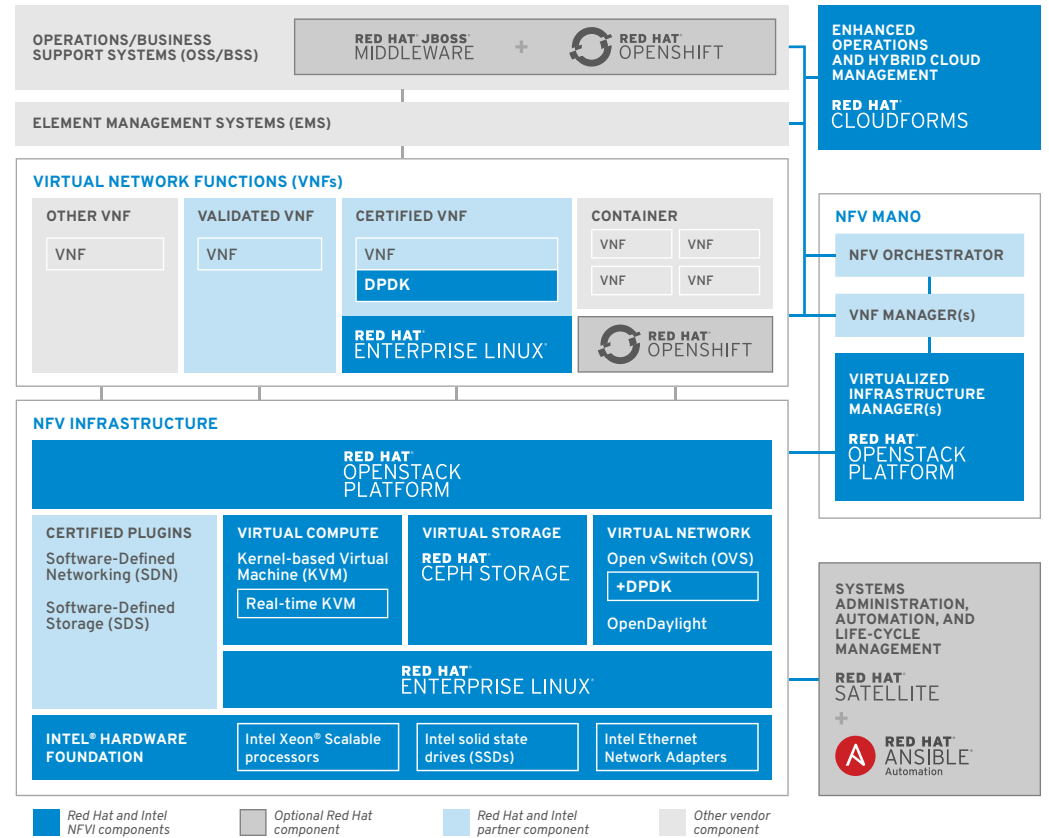 OPERATIONS/BUSINESS
SUPPORT SYSTEMS (OSS/BSS)
RED HAT® JBOSS®
MIDDLEWARE
+
RED HAT®
OPENSHIFT
ELEMENT MANAGEMENT SYSTEMS (EMS)
ENHANCED
OPERATIONS
AND HYBRID CLOUD
MANAGEMENT
RED HAT®
CLOUDFORMS
VIRTUAL NETWORK FUNCTIONS (VNFs)
OTHER VNF
VNF
VALIDATED VNF
VNF
CERTIFIED VNF
VNF
DPDK
RED HAT®
ENTERPRISE LINUX®
CONTAINER
VNF VNF
VNF VNF
RED HAT®
OPENSHIFT
NFV MANO
NFV ORCHESTRATOR
VNF MANAGER(s)
VIRTUALIZED
INFRASTRUCTURE
MANAGER(s)
RED HAT®
OPENSTACK
PLATFORM
NFV INFRASTRUCTURE
RED HAT®
OPENSTACK
PLATFORM
CERTIFIED PLUGINS
Software-Defined
Networking (SDN)
Software-Defined
Storage (SDS)
VIRTUAL COMPUTE
Kernel-based Virtual
Machine (KVM)
Real-time KVM
VIRTUAL STORAGE
RED HAT®
CEPH STORAGE
VIRTUAL NETWORK
Open vSwitch (OVS)
+DPDK
OpenDaylight
RED HAT®
ENTERPRISE LINUX®
INTEL® HARDWARE
FOUNDATION
Intel Xeon® Scalable
processors
Intel solid state
drives (SSDs)
Intel Ethernet
Network Adapters
SYSTEMS
ADMINISTRATION,
AUTOMATION, AND
LIFE-CYCLE
MANAGEMENT
RED HAT®
SATELLITE
+
RED HAT®
ANSIBLE®
Automation
Red Hat and Intel
NFVI components
Optional Red Hat
component
Red Hat and Intel
partner component
Other vendor
component